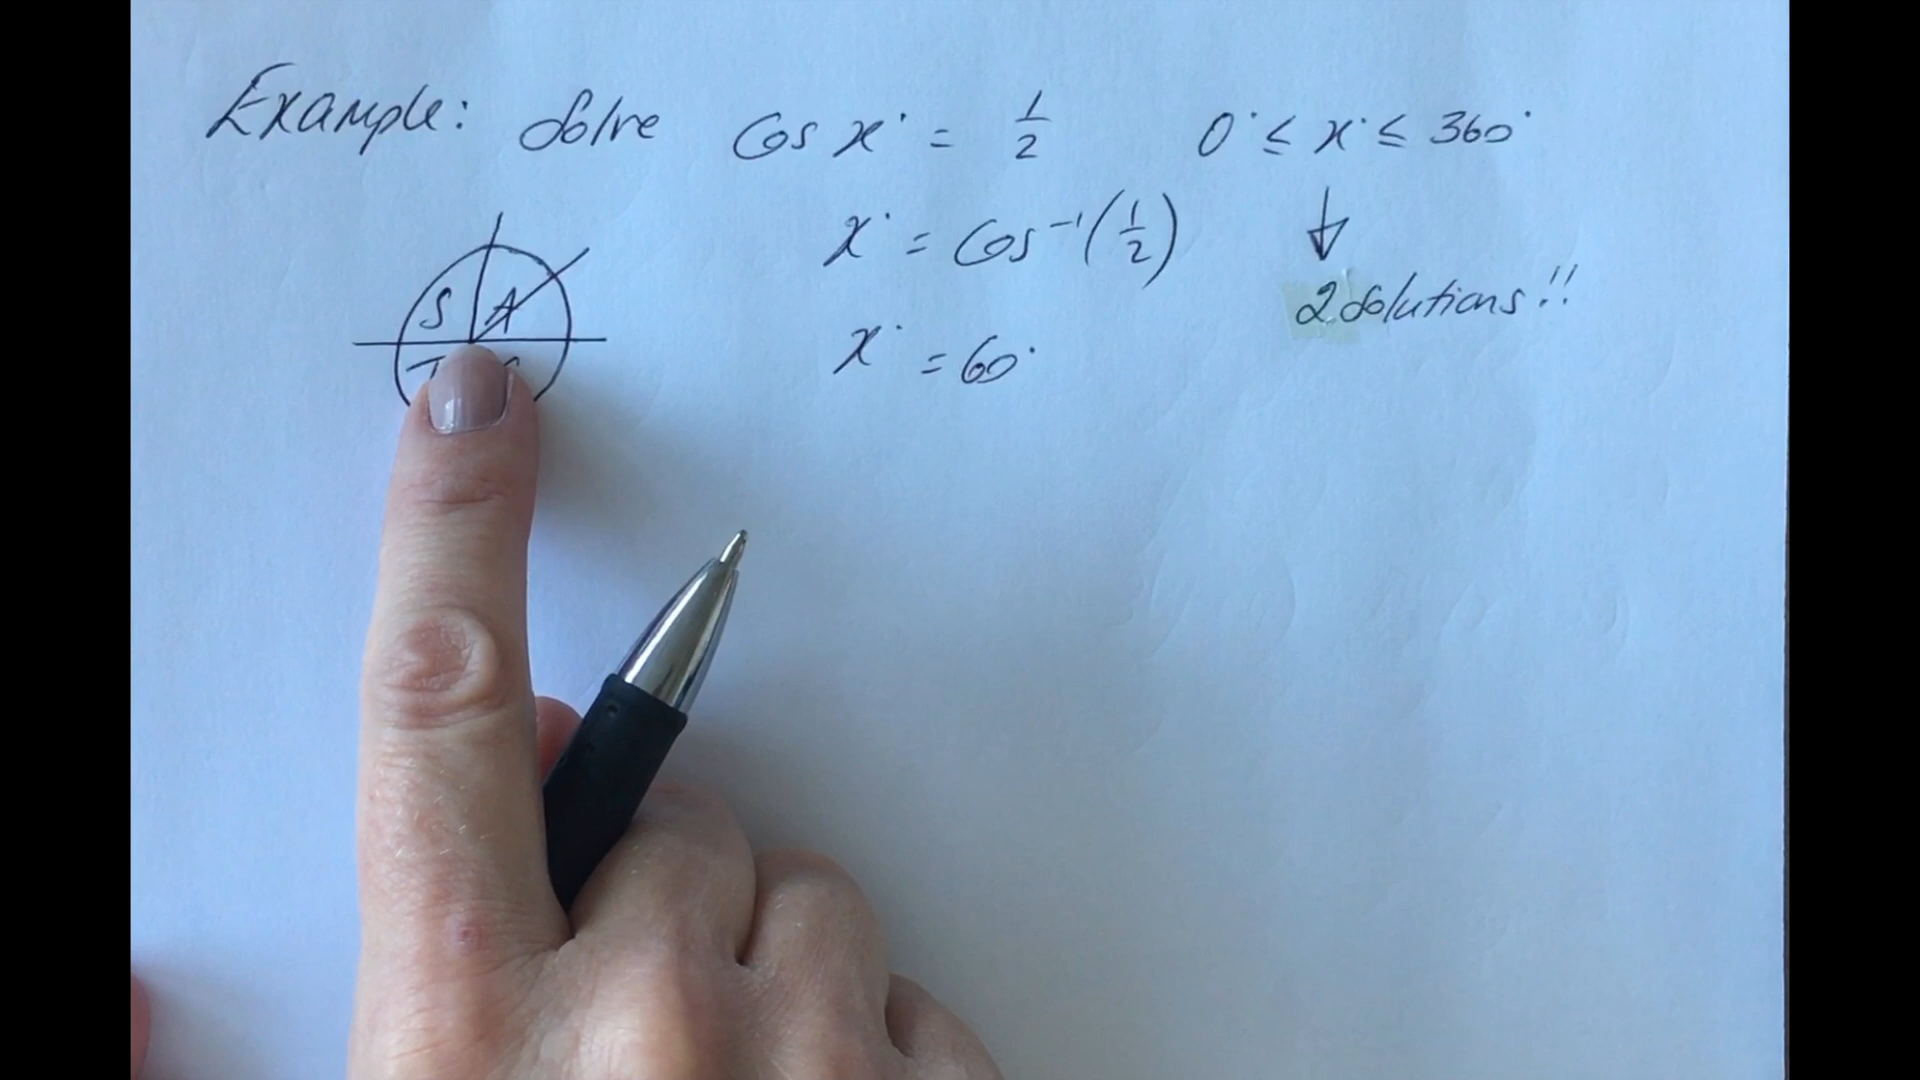 Example: Solve cos x° = 1/2 0° ≤ x° ≤ 360°
x° = cos⁻¹(1/2)
2 solutions!!
S A
x° = 60°
T C